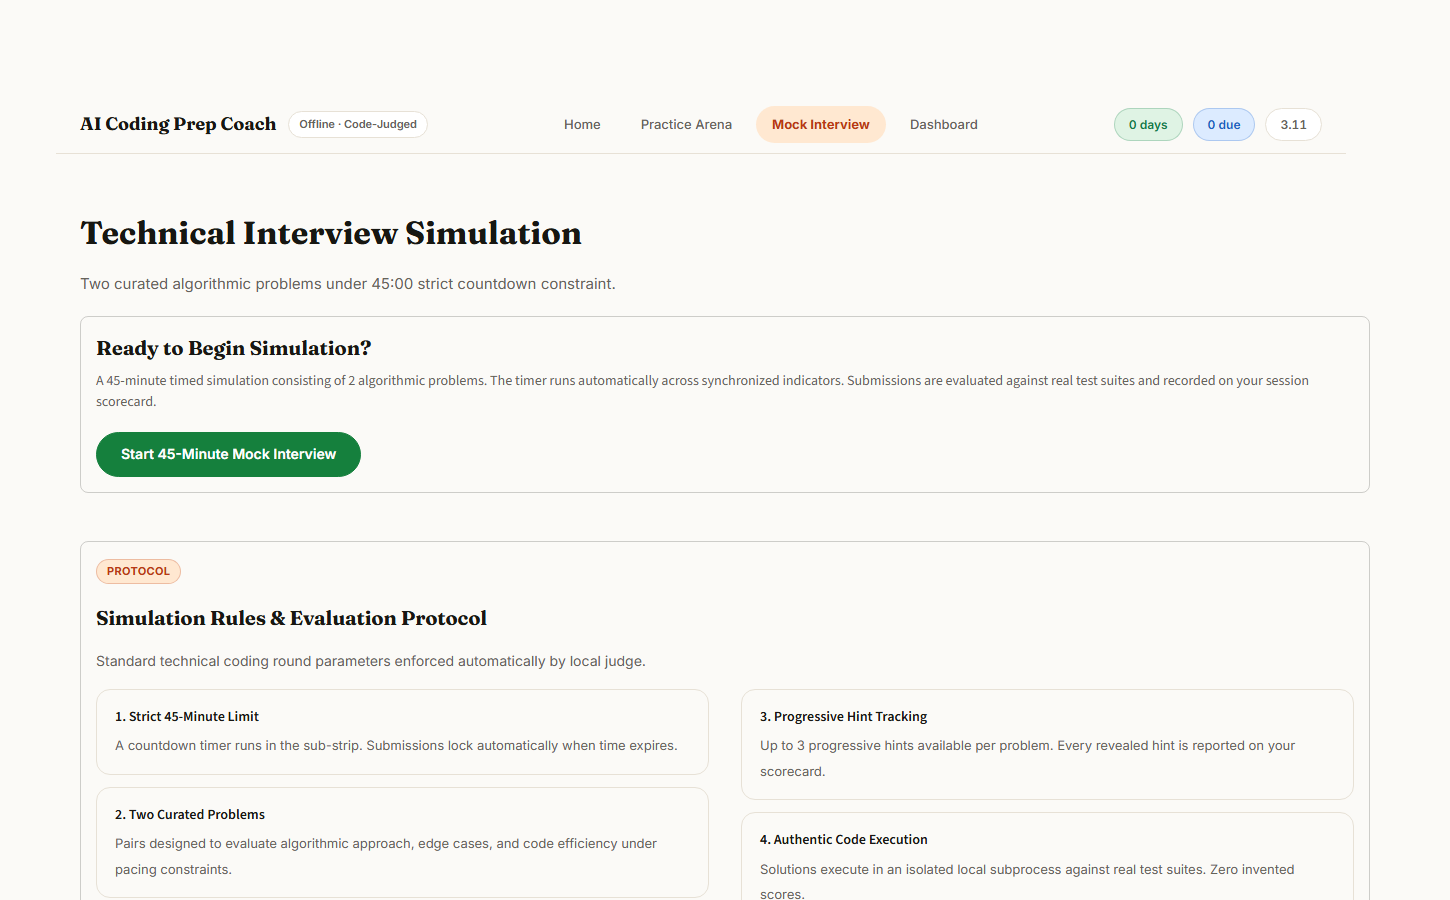 AI Coding Prep Coach
Offline · Code-Judged
Home
Practice Arena
Mock Interview
Dashboard
0 days
0 due
3.11
Technical Interview Simulation
Two curated algorithmic problems under 45:00 strict countdown constraint.
Ready to Begin Simulation?
A 45-minute timed simulation consisting of 2 algorithmic problems. The timer runs automatically across synchronized indicators. Submissions are evaluated against real test suites and recorded on your session
scorecard.
Start 45-Minute Mock Interview
PROTOCOL
Simulation Rules & Evaluation Protocol
Standard technical coding round parameters enforced automatically by local judge.
1. Strict 45-Minute Limit
A countdown timer runs in the sub-strip. Submissions lock automatically when time expires.
2. Two Curated Problems
Pairs designed to evaluate algorithmic approach, edge cases, and code efficiency under
pacing constraints.
3. Progressive Hint Tracking
Up to 3 progressive hints available per problem. Every revealed hint is reported on your
scorecard.
4. Authentic Code Execution
Solutions execute in an isolated local subprocess against real test suites. Zero invented
scores.